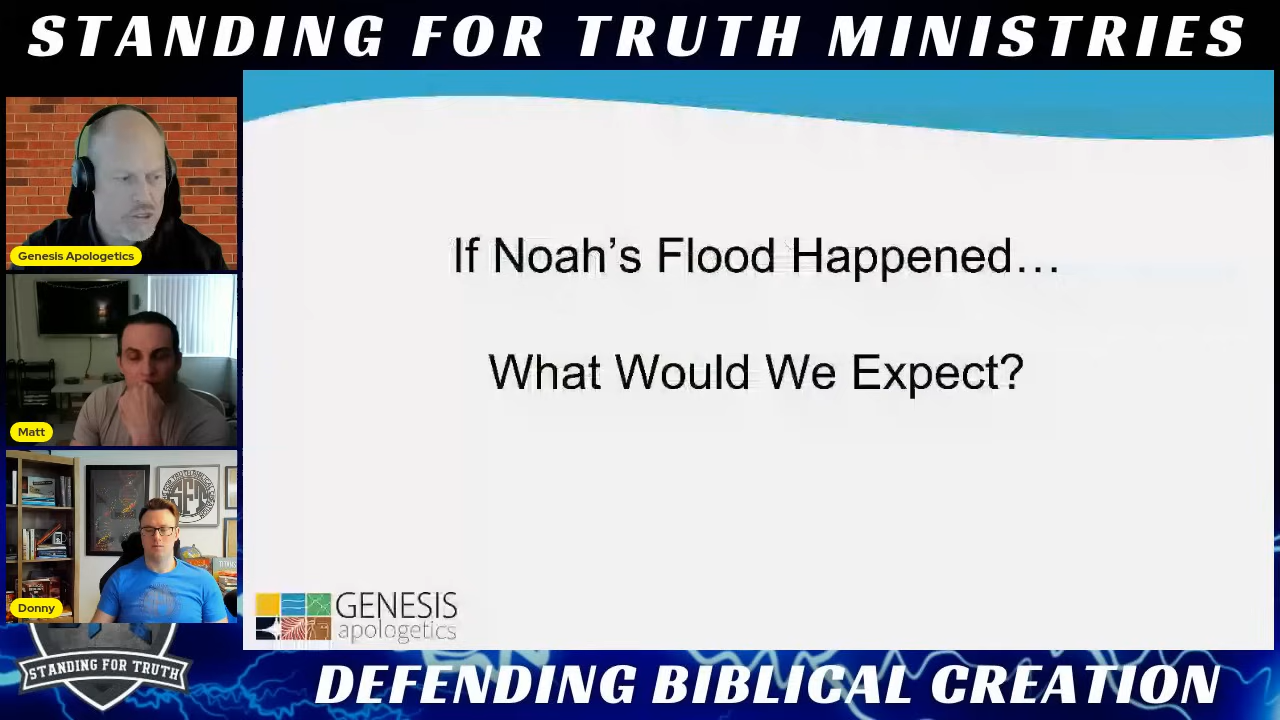 STANDING FOR TRUTH MINISTRIES
Genesis Apologetics
Matt
Donny
If Noah's Flood Happened…
What Would We Expect?
GENESIS
apologetics
SFT
STANDING FOR TRUTH
DEFENDING BIBLICAL CREATION